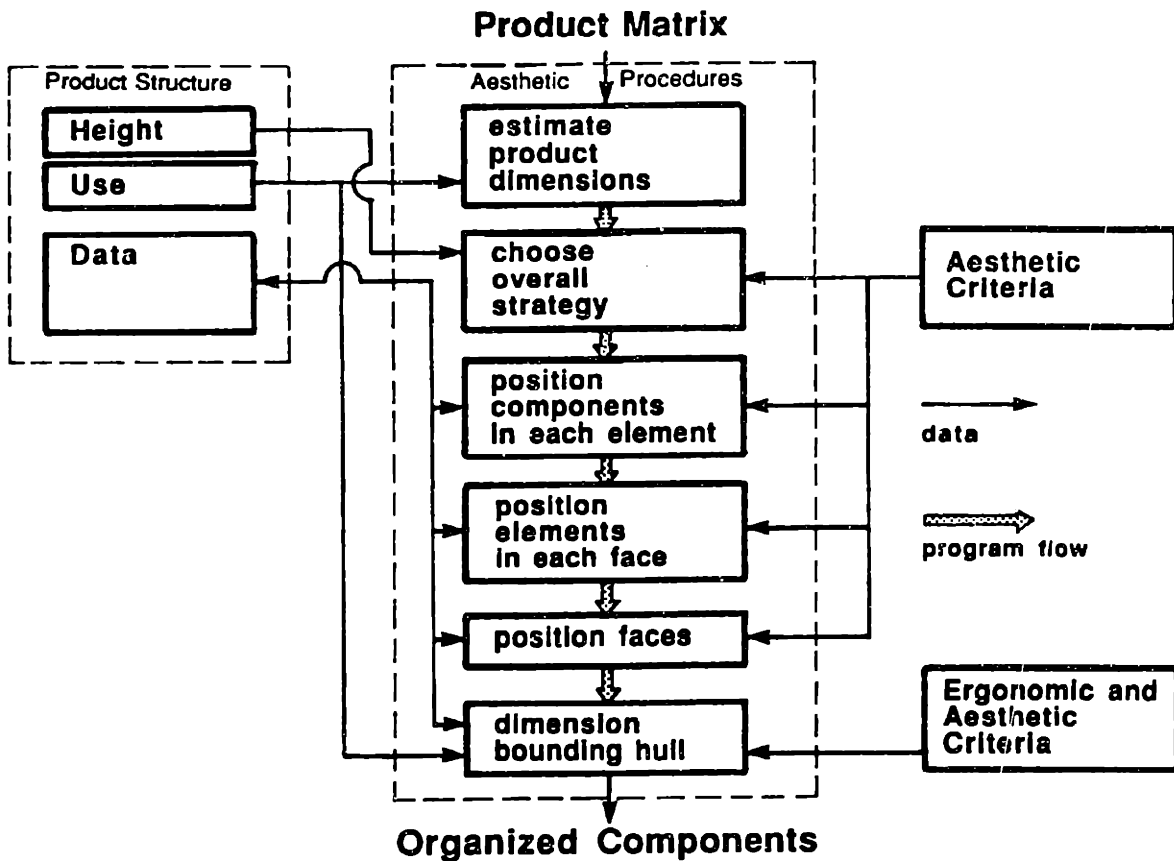 Product Matrix
Product Structure
Height
Use
Data
Aesthetic Procedures
estimate
product
dimensions
choose
overall
strategy
position
components
in each element
position
elements
in each face
position faces
dimension
bounding hull
Aesthetic
Criteria
data
program flow
Ergonomic and
Aesthetic
Criteria
Organized Components